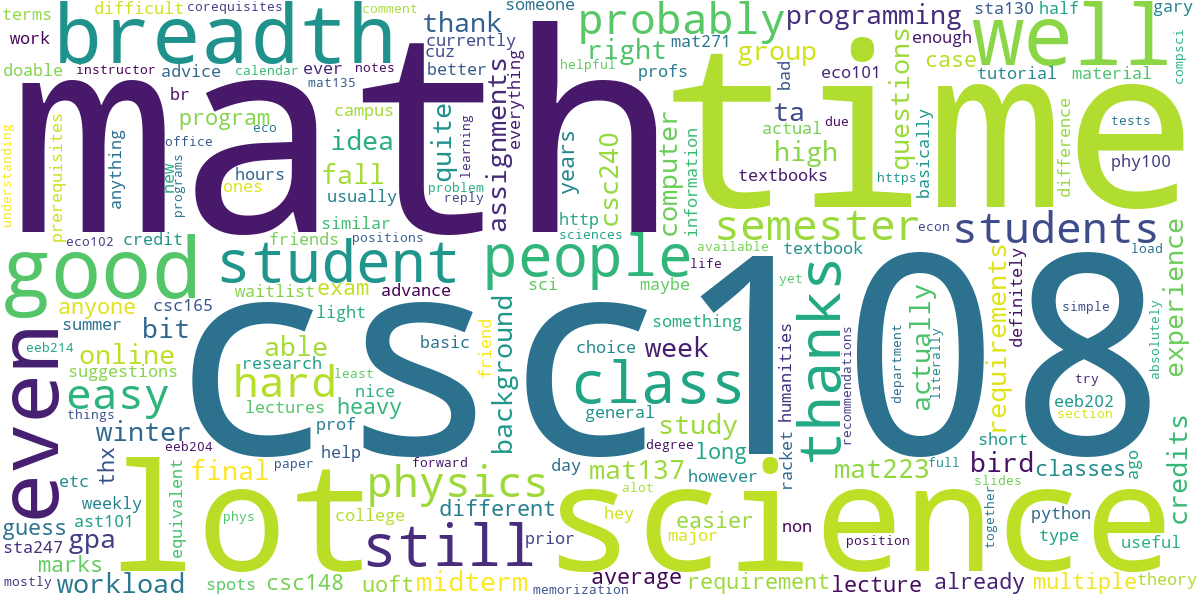 terms
difficult
corequisites
comment
someone
probably
programming
sta130
half
gary
work
breadth
thank
currently
cuz
better
right
mat271
group
enough
well
compsci
doable
instructor
calendar
ever
notes
mat135
helpful
profs
bad
case
tutorial
material
advice
br
program
campus
idea
quite
learning
assignments
everything
years
csc240
computer
information
ta
eco101
due
actual
high
textbooks
questions
basically
https
difference
tests
phy100
math
time
understanding
prerequisites
anything
new
programs
eco
office
hours
ones
fall
usually
similar
problem
reply
http
sciences
semester
econ
students
eco102
credit
friends
positions
good
student
people
available
life
textbook
load
waitlist
exam
advance
sci
maybe
yet
anyone
csc165
light
something
thanks
simple
summer
bit
able
basic
friend
background
choice
week
humanities
recommendations
department
actually
literally
requirements
definitely
absolutely
experience
eeb214
online
research
suggestions
hard
least
nice
class
try
eeb202
section
even
easy
things
lectures
heavy
general
study
csc108
winter
prof
degree
short
eeb204
help
day
long
racket
bird
classes
ago
credits
thx
final
paper
forward
mat137
however
mat223
full
slides
etc
weekly
physics
alot
guess
ast101
equivalent
lot
phys
college
different
prior
hey
major
easier
non
science
together
python
type
useful
sta247
gpa
still
position
marks
average
mostly
workload
spots
csc148
uoft
midterm
memorization
requirement
lecture
already
multiple
theory